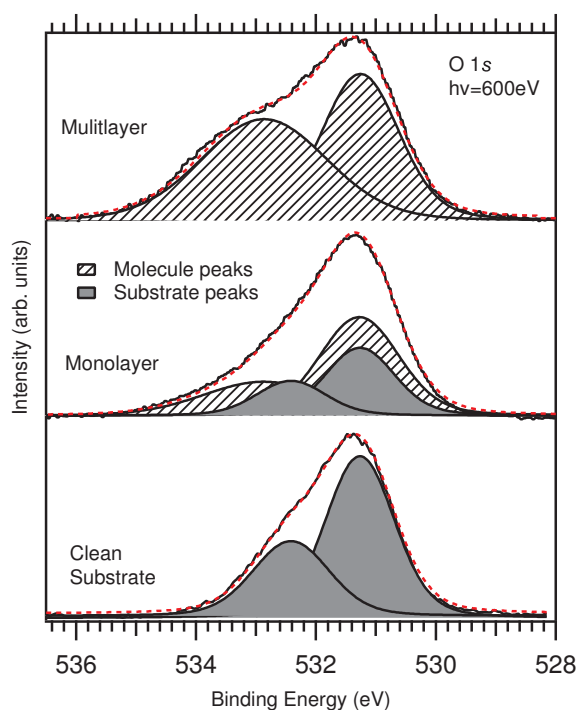 O 1s
hν=600eV
Mulitlayer
Molecule peaks
Substrate peaks
Monolayer
Clean
Substrate
Intensity (arb. units)
536 534 532 530 528
Binding Energy (eV)